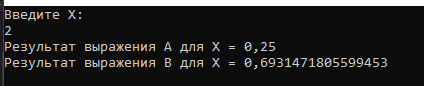 Введите X:
2
Результат выражения A для X = 0,25
Результат выражения B для X = 0,6931471805599453